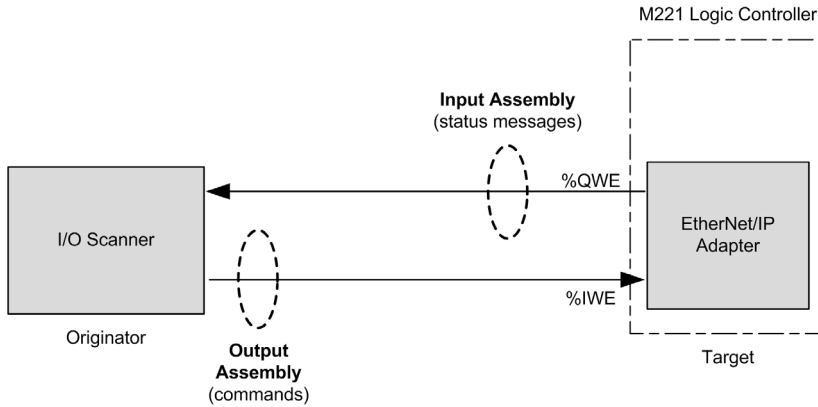 M221 Logic Controller
Input Assembly
(status messages)
%QWE
I/O Scanner
EtherNet/IP
Adapter
%IWE
Originator
Output
Assembly
(commands)
Target